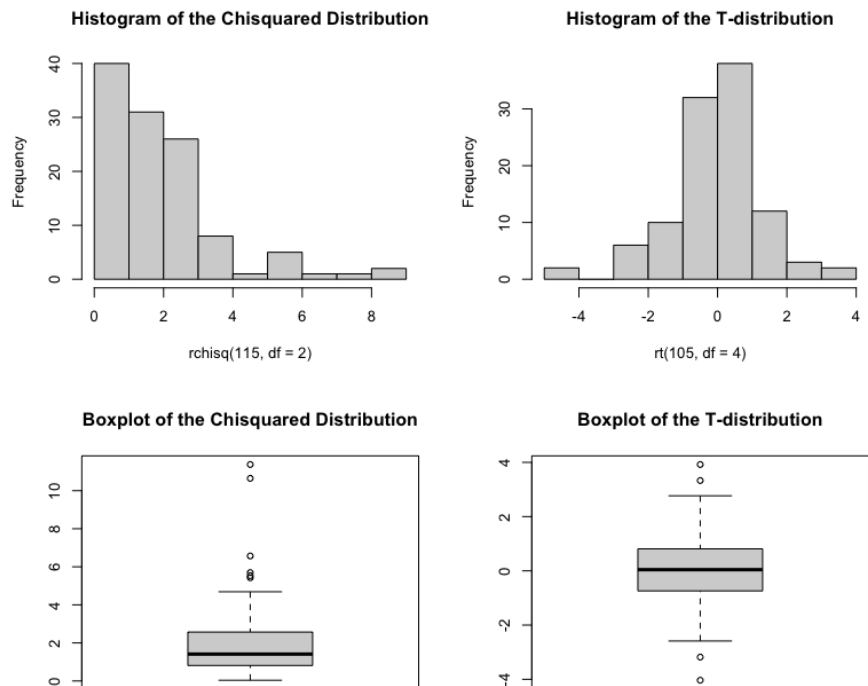 Histogram of the Chisquared Distribution
Histogram of the T-distribution
Frequency
0 10 20 30 40
0 2 4 6 8
rchisq(115, df = 2)
Frequency
0 10 20 30
-4 -2 0 2 4
rt(105, df = 4)
Boxplot of the Chisquared Distribution
Boxplot of the T-distribution
0 2 4 6 8 10
-4 -2 0 2 4